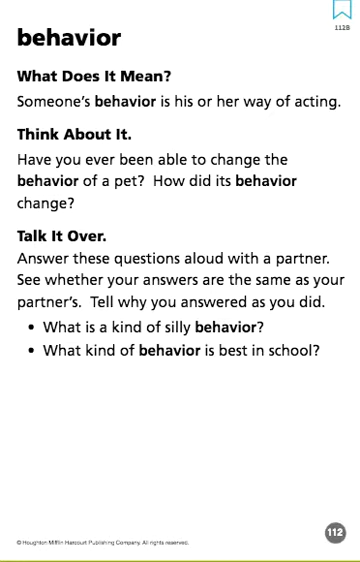 112B
behavior
What Does It Mean?
Someone's behavior is his or her way of acting.
Think About It.
Have you ever been able to change the
behavior of a pet?  How did its behavior
change?
Talk It Over.
Answer these questions aloud with a partner.
See whether your answers are the same as your
partner's.  Tell why you answered as you did.
• What is a kind of silly behavior?
• What kind of behavior is best in school?
112
© Houghton Mifflin Harcourt Publishing Company. All rights reserved.